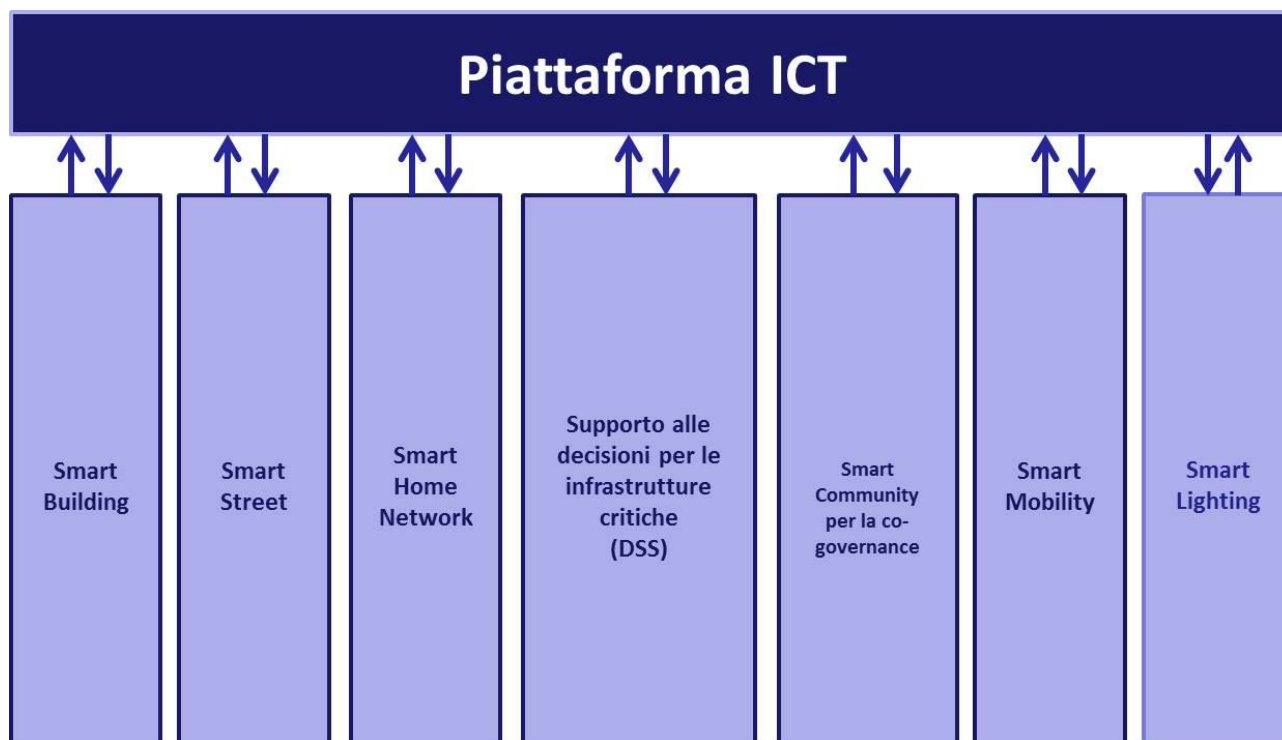 Piattaforma ICT
Smart
Building
Smart
Street
Smart
Home
Network
Supporto alle
decisioni per le
infrastrutture
critiche
(DSS)
Smart
Community
per la co-
governance
Smart
Mobility
Smart
Lighting